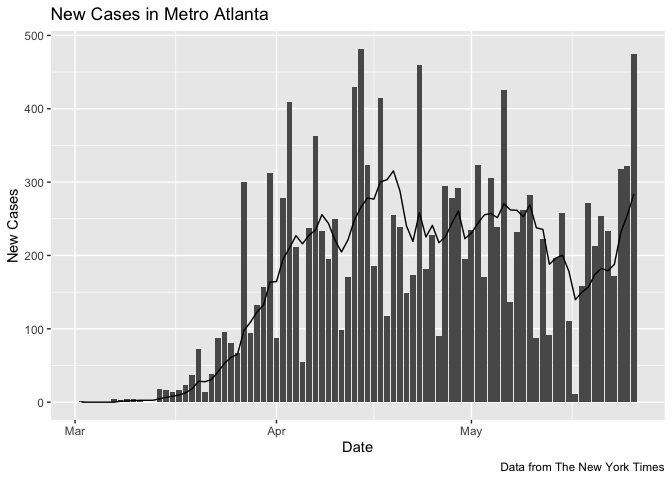 New Cases in Metro Atlanta
500
400
300
200
100
0
New Cases
Mar
Apr
May
Date
Data from The New York Times